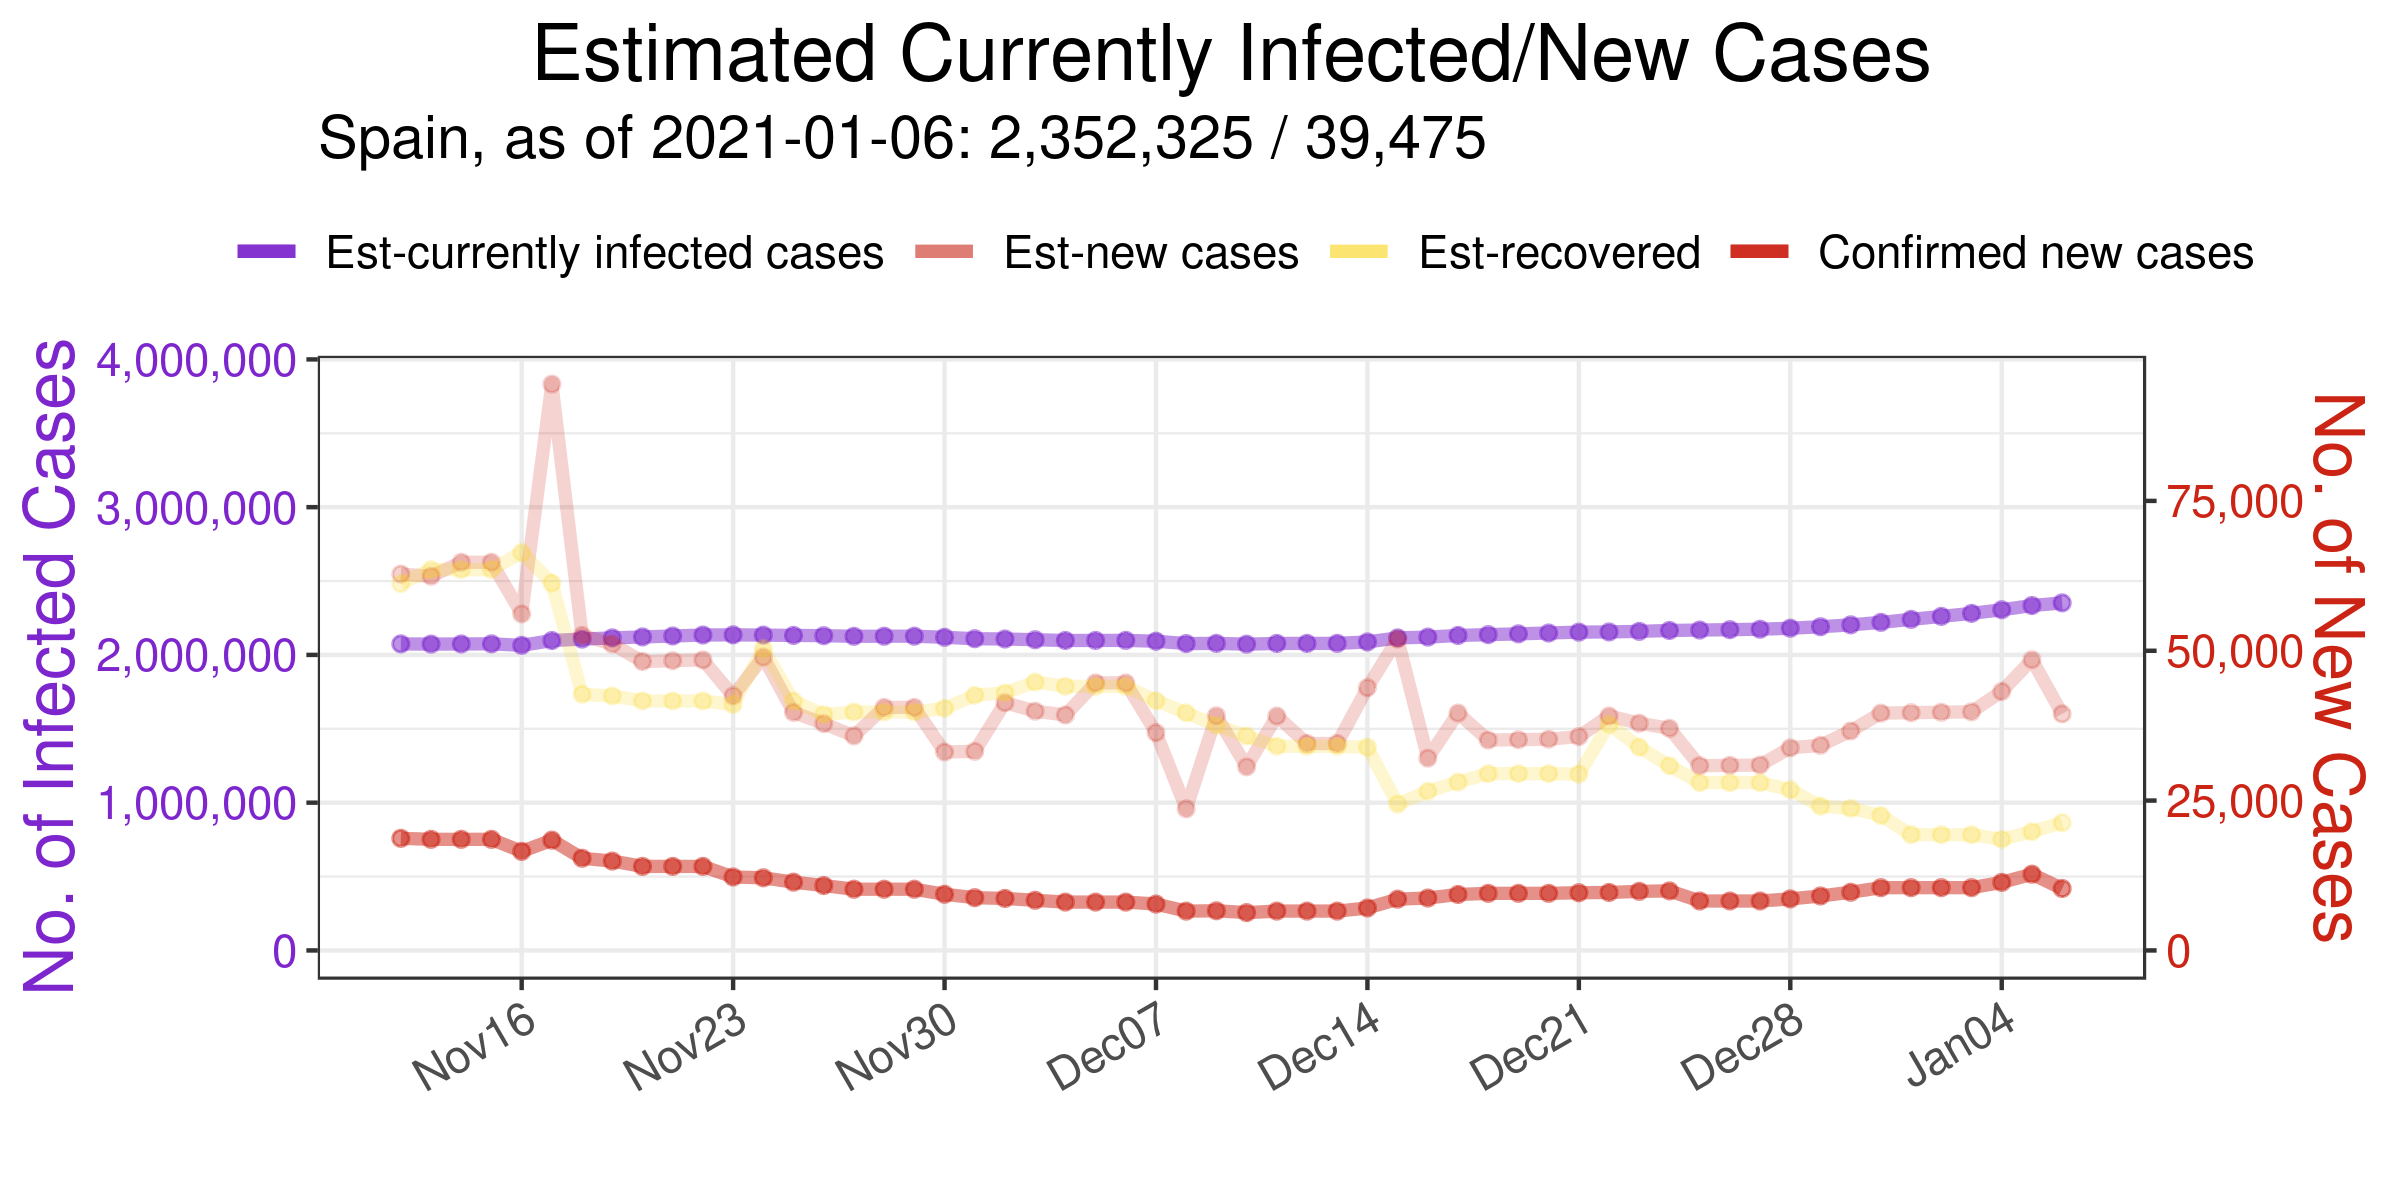 Estimated Currently Infected/New Cases
Spain, as of 2021-01-06: 2,352,325 / 39,475
Est-currently infected cases Est-new cases Est-recovered Confirmed new cases
No. of Infected Cases
4,000,000
3,000,000
2,000,000
1,000,000
0
75,000
50,000
25,000
0
No. of New Cases
Nov16 Nov23 Nov30 Dec07 Dec14 Dec21 Dec28 Jan04